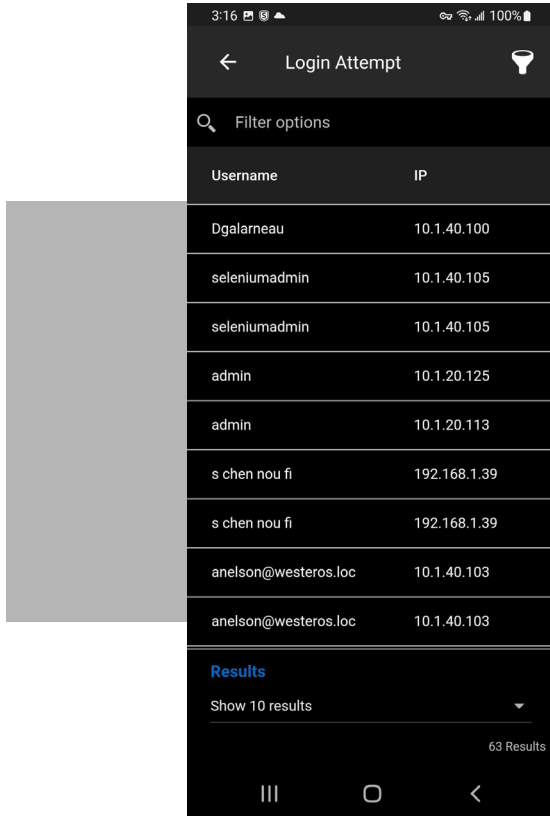 3:16 100%
Login Attempt
Filter options
Username IP
Dgalarneau 10.1.40.100
seleniumadmin 10.1.40.105
seleniumadmin 10.1.40.105
admin 10.1.20.125
admin 10.1.20.113
s chen nou fi 192.168.1.39
s chen nou fi 192.168.1.39
anelson@westeros.loc 10.1.40.103
anelson@westeros.loc 10.1.40.103
Results
Show 10 results
63 Results